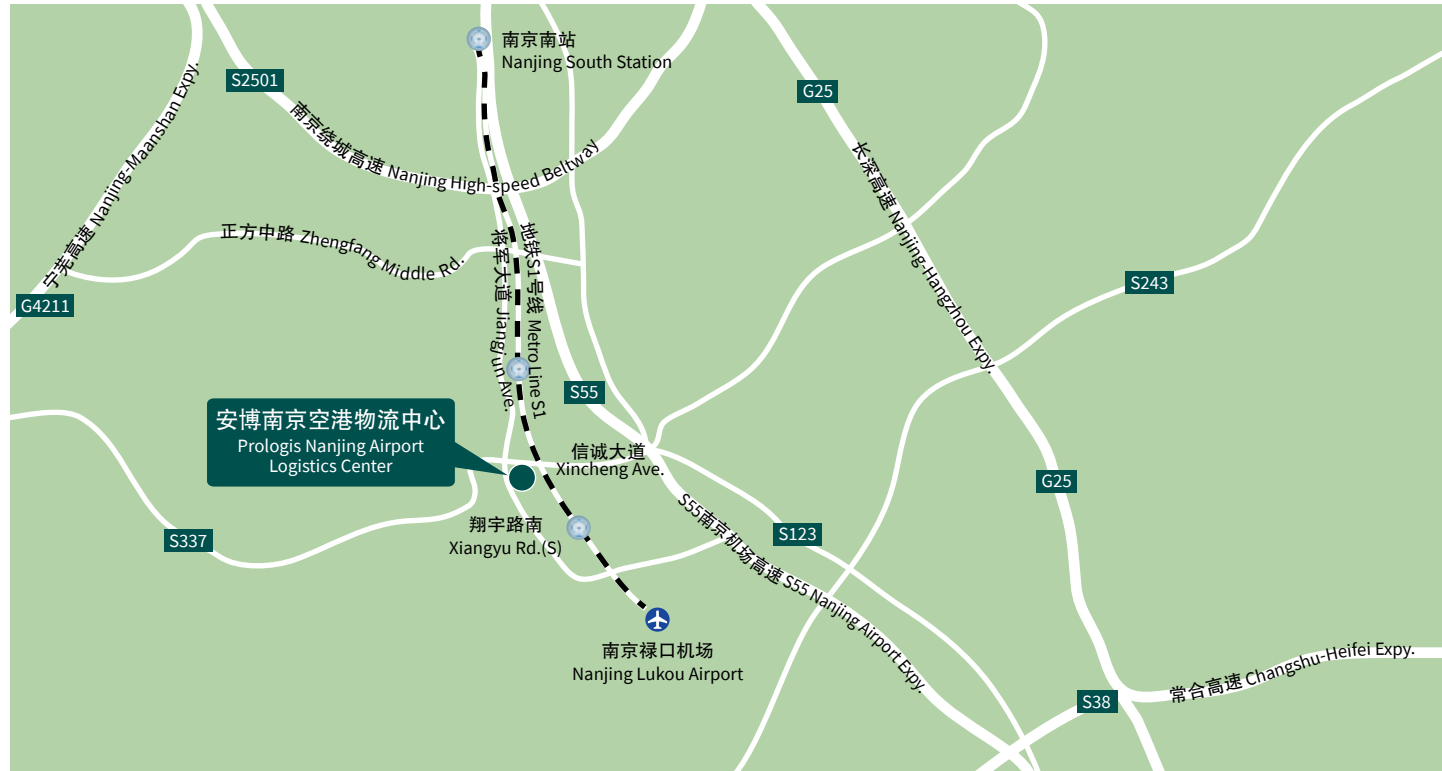 南京南站
Nanjing South Station
S2501
G25
宁芜高速 Nanjing-Maanshan Expy.
南京绕城高速 Nanjing High-speed Beltway
长深高速 Nanjing-Hangzhou Expy.
正方中路 Zhengfang Middle Rd.
将军大道 Jiangjun Ave.
地铁S1号线 Metro Line S1
G4211
S243
S55
安博南京空港物流中心
Prologis Nanjing Airport
Logistics Center
信诚大道
Xincheng Ave.
G25
S337
翔宇路南
Xiangyu Rd.(S)
S123
S55南京机场高速 S55 Nanjing Airport Expy.
南京禄口机场
Nanjing Lukou Airport
S38
常合高速 Changshu-Heifei Expy.